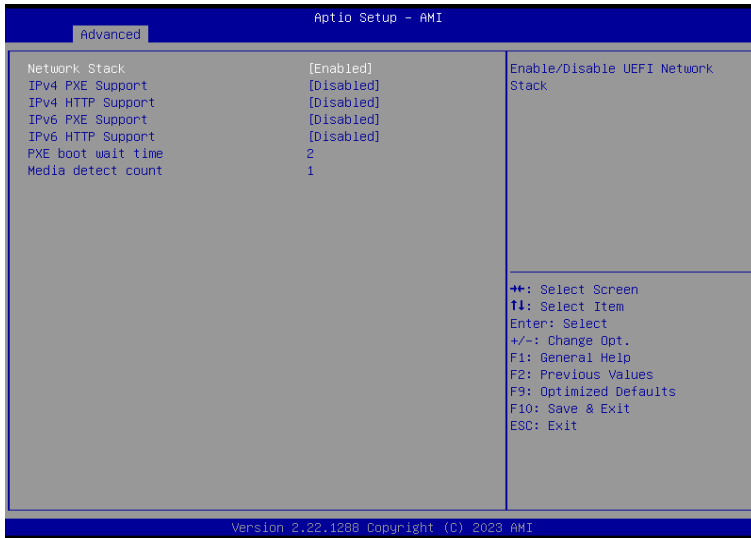 Aptio Setup – AMI
Advanced
Network Stack [Enabled]
IPv4 PXE Support [Disabled]
IPv4 HTTP Support [Disabled]
IPv6 PXE Support [Disabled]
IPv6 HTTP Support [Disabled]
PXE boot wait time 2
Media detect count 1
Enable/Disable UEFI Network
Stack
→←: Select Screen
↑↓: Select Item
Enter: Select
+/-: Change Opt.
F1: General Help
F2: Previous Values
F9: Optimized Defaults
F10: Save & Exit
ESC: Exit
Version 2.22.1288 Copyright (C) 2023 AMI